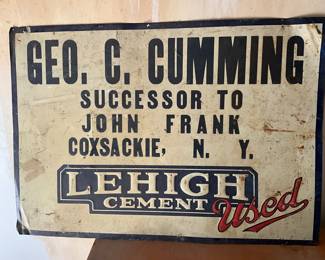 GEO. C. CUMMING
SUCCESSOR TO
JOHN FRANK
COXSACKIE, N. Y.
LEHIGH
CEMENT Used